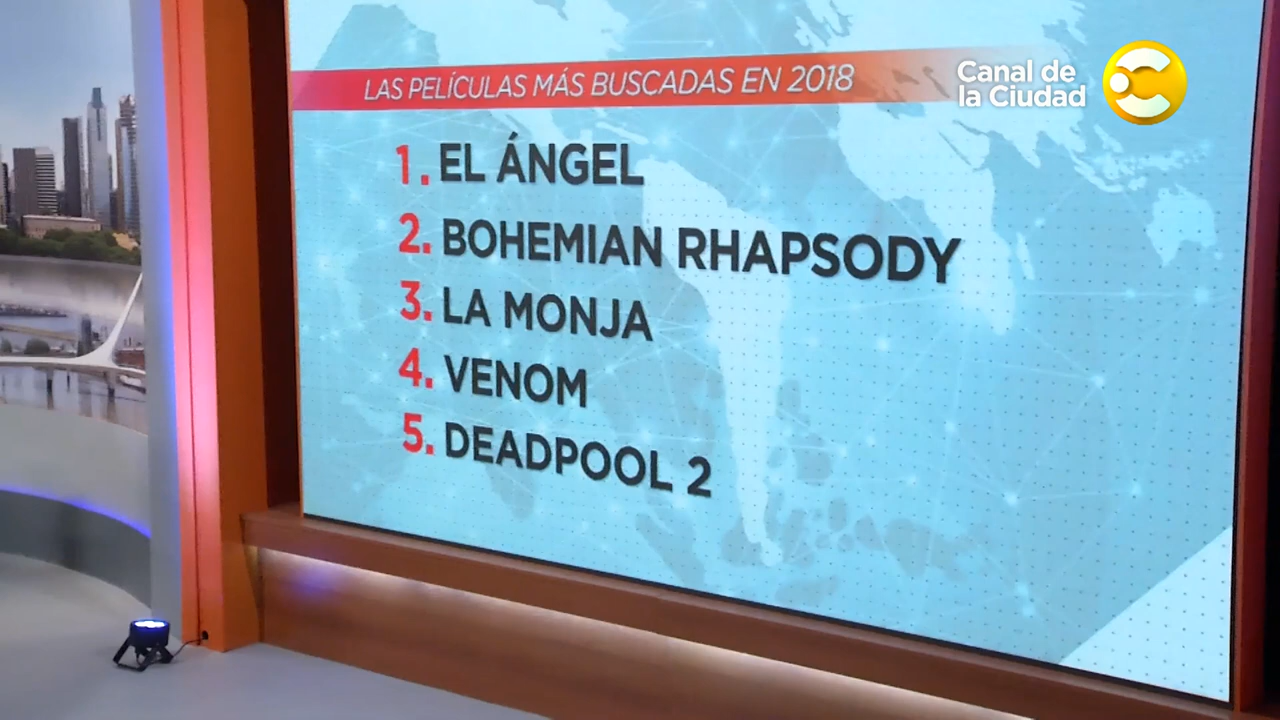 LAS PELÍCULAS MÁS BUSCADAS EN 2018
Canal de
la Ciudad
1. EL ÁNGEL
2. BOHEMIAN RHAPSODY
3. LA MONJA
4. VENOM
5. DEADPOOL 2